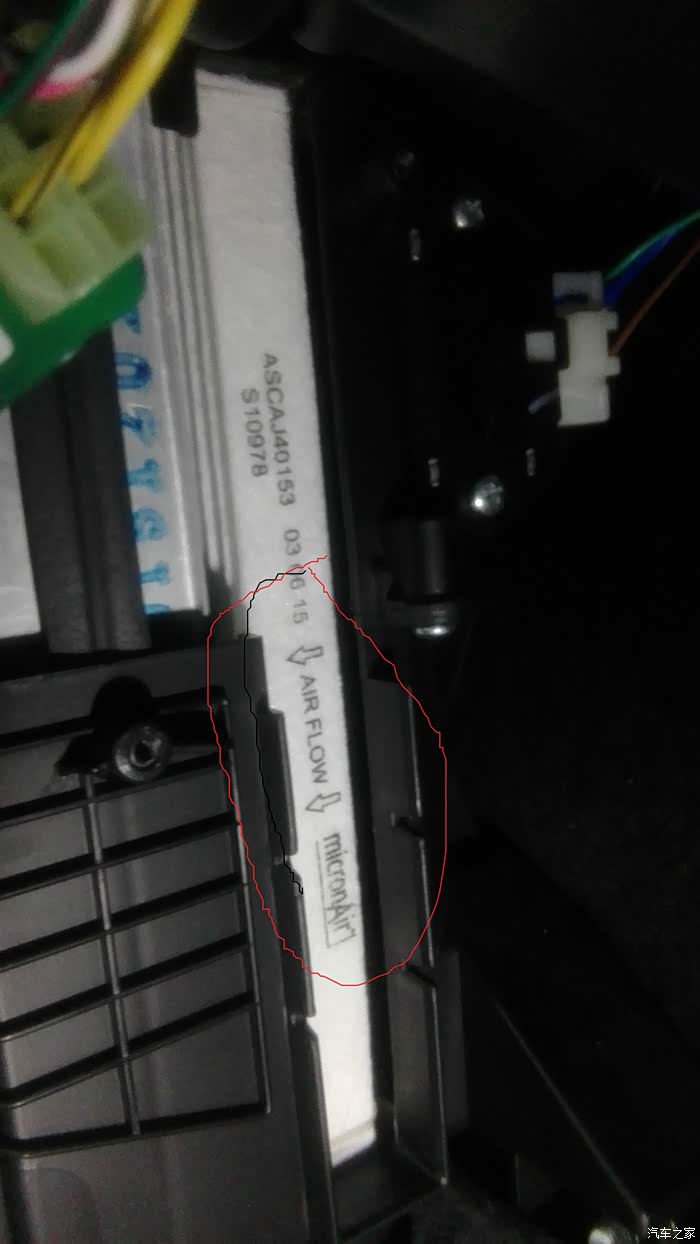 ASCAJ40153 03 06 15 ⇩ AIR FLOW ⇩ micronAir
S10978
汽车之家